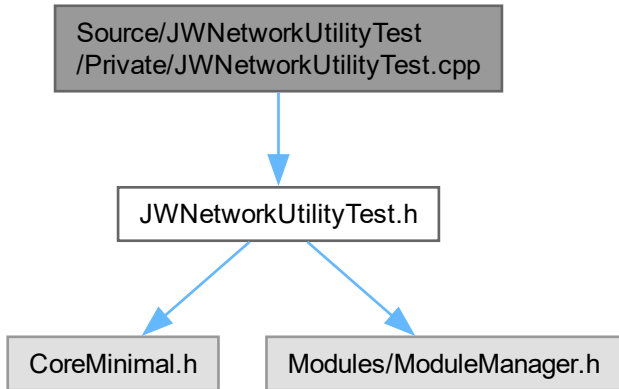 Source/JWNetworkUtilityTest
/Private/JWNetworkUtilityTest.cpp
JWNetworkUtilityTest.h
CoreMinimal.h
Modules/ModuleManager.h